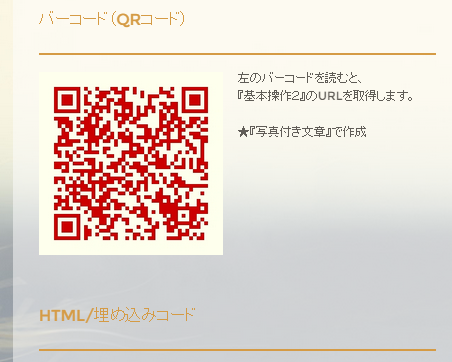 バーコード（QRコード）
左のバーコードを読むと、
『基本操作2』のURLを取得します。
★『写真付き文章』で作成
HTML/埋め込みコード